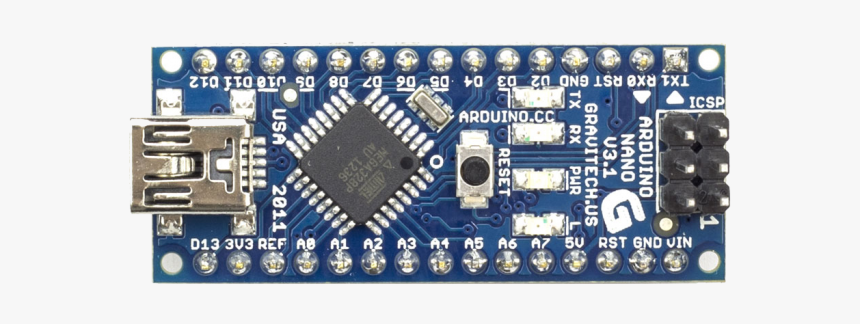 D12 D11 D10 D9 D8 D7 D6 D5 D4 D3 D2 GND RST RX0 TX1
ICSP
1
USA
2011
ATMEL
MEGA328P
AU 1236
ARDUINO.CC
RESET
TX
RX
PWR
L
GRAVITECH.US
ARDUINO
NANO
V3.1
G
D13 3V3 REF A0 A1 A2 A3 A4 A5 A6 A7 5V RST GND VIN